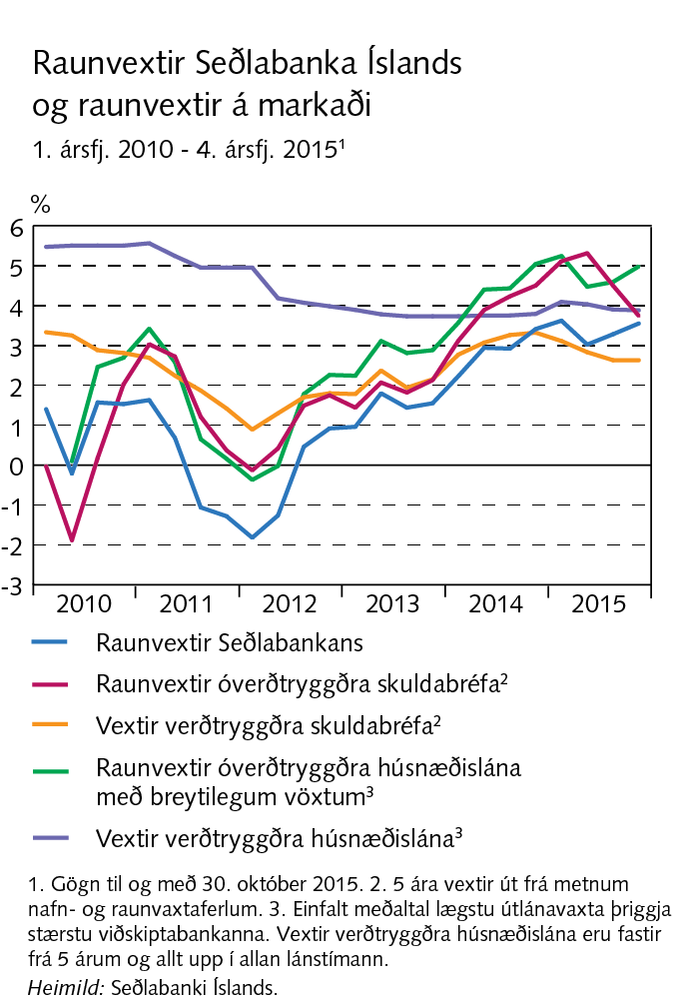 Raunvextir Seðlabanka Íslands
og raunvextir á markaði
1. ársfj. 2010 - 4. ársfj. 2015¹
%
6
5
4
3
2
1
0
-1
-2
-3
2010 2011 2012 2013 2014 2015
Raunvextir Seðlabankans
Raunvextir óverðtryggðra skuldabréfa²
Vextir verðtryggðra skuldabréfa²
Raunvextir óverðtryggðra húsnæðislána
með breytilegum vöxtum³
Vextir verðtryggðra húsnæðislána³
1. Gögn til og með 30. október 2015. 2. 5 ára vextir út frá metnum
nafn- og raunvaxtaferlum. 3. Einfalt meðaltal lægstu útlánavaxta þriggja
stærstu viðskiptabankanna. Vextir verðtryggðra húsnæðislána eru fastir
frá 5 árum og allt upp í allan lánstímann.
Heimild: Seðlabanki Íslands.